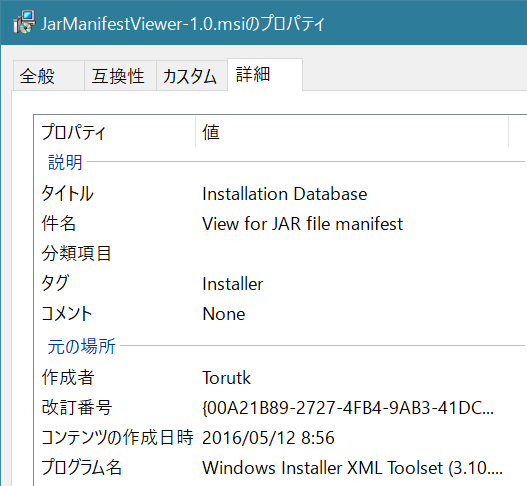 JarManifestViewer-1.0.msiのプロパティ
全般 互換性 カスタム 詳細
プロパティ 値
説明
タイトル Installation Database
件名 View for JAR file manifest
分類項目
タグ Installer
コメント None
元の場所
作成者 Torutk
改訂番号 {00A21B89-2727-4FB4-9AB3-41DC...
コンテンツの作成日時 2016/05/12 8:56
プログラム名 Windows Installer XML Toolset (3.10....